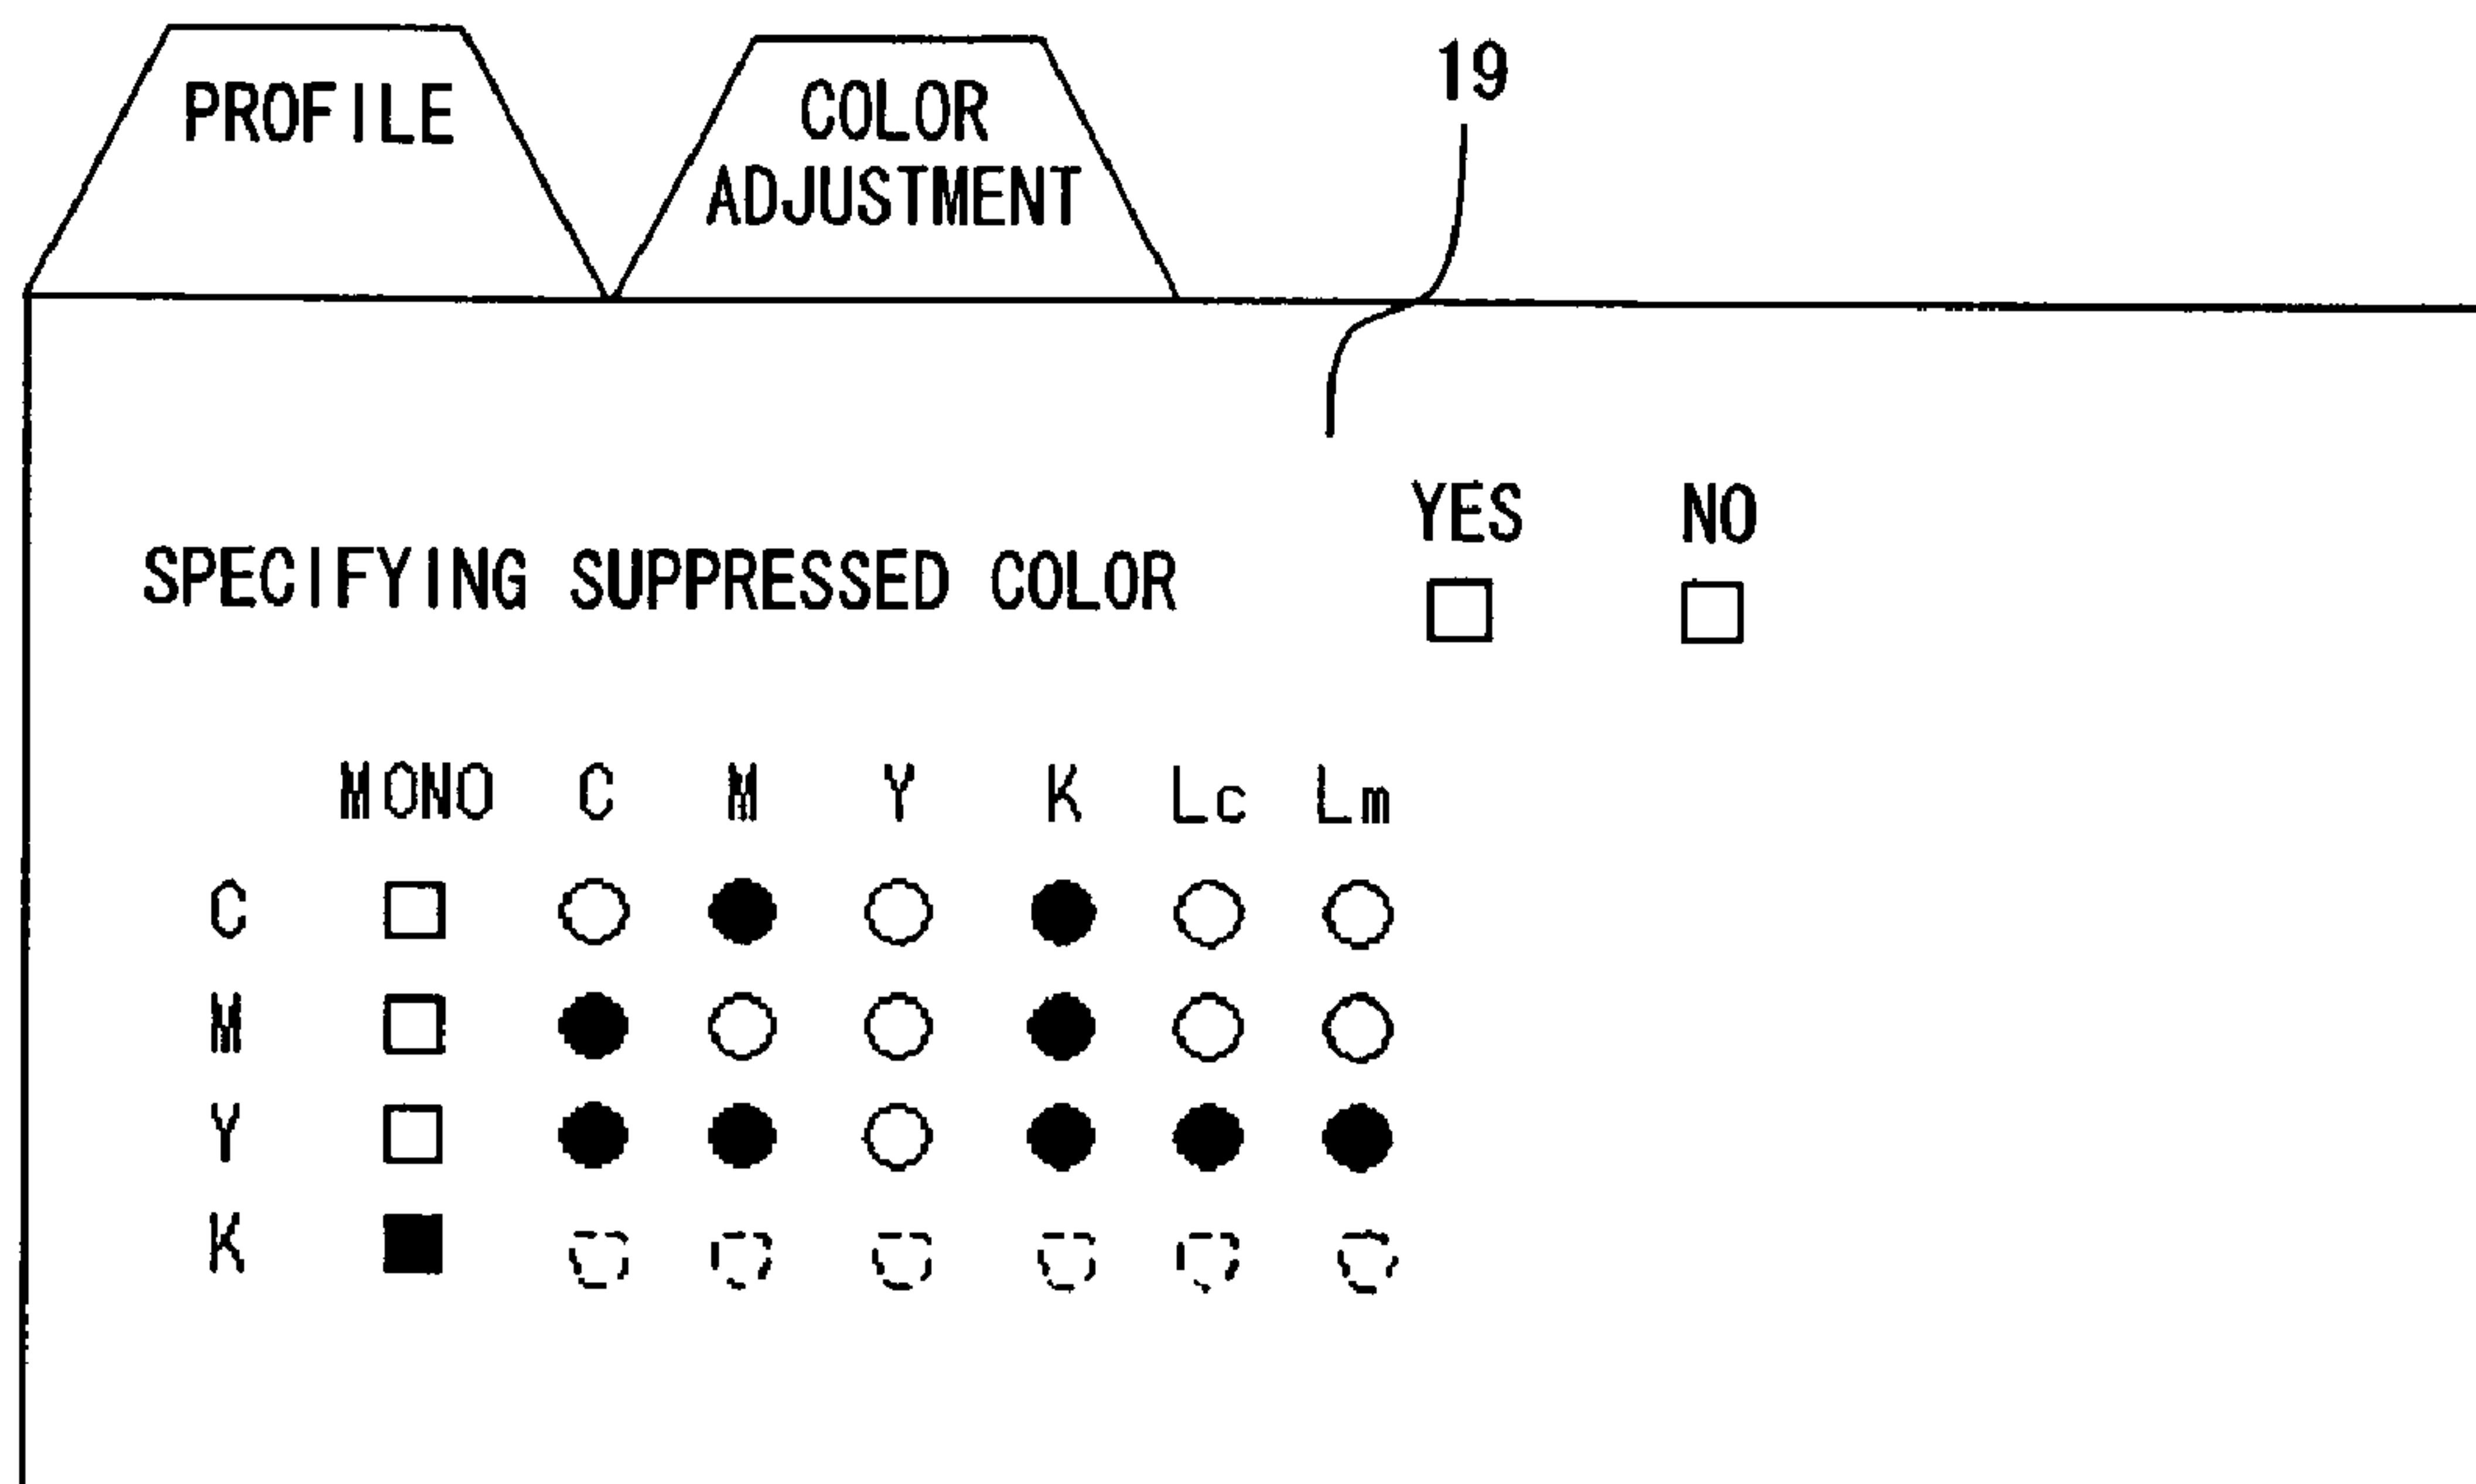 PROFILE
COLOR
ADJUSTMENT
19
YES NO
SPECIFYING SUPPRESSED COLOR
MONO C M Y K Lc Lm
C
M
Y
K